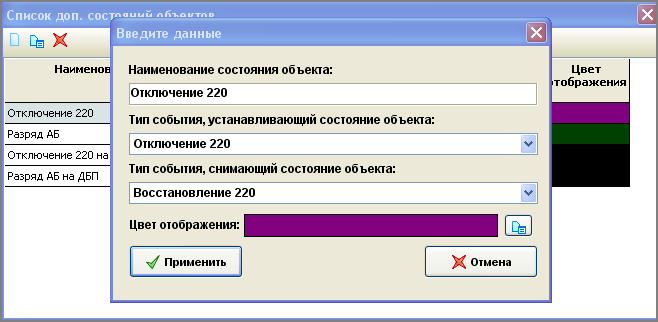 Список доп. состояний объектов
Введите данные
Наименов
Цвет
отображения
Отключение 220
Разряд АБ
Отключение 220 на
Разряд АБ на ДБП
Наименование состояния объекта:
Отключение 220
Тип события, устанавливающий состояние объекта:
Отключение 220
Тип события, снимающий состояние объекта:
Восстановление 220
Цвет отображения:
Применить
Отмена